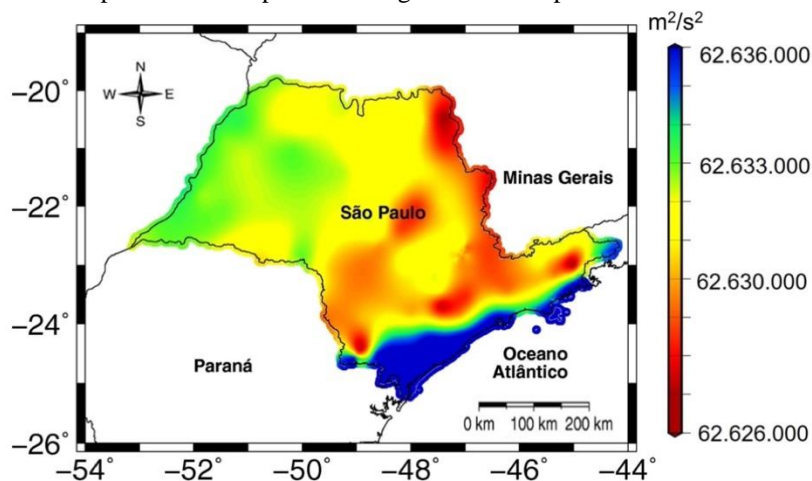 m²/s²
62.636.000
62.633.000
62.630.000
62.626.000
N
W E
S
−20°
−22°
−24°
−26°
−54° −52° −50° −48° −46° −44°
Minas Gerais
São Paulo
Paraná
Oceano
Atlântico
0 km 100 km 200 km